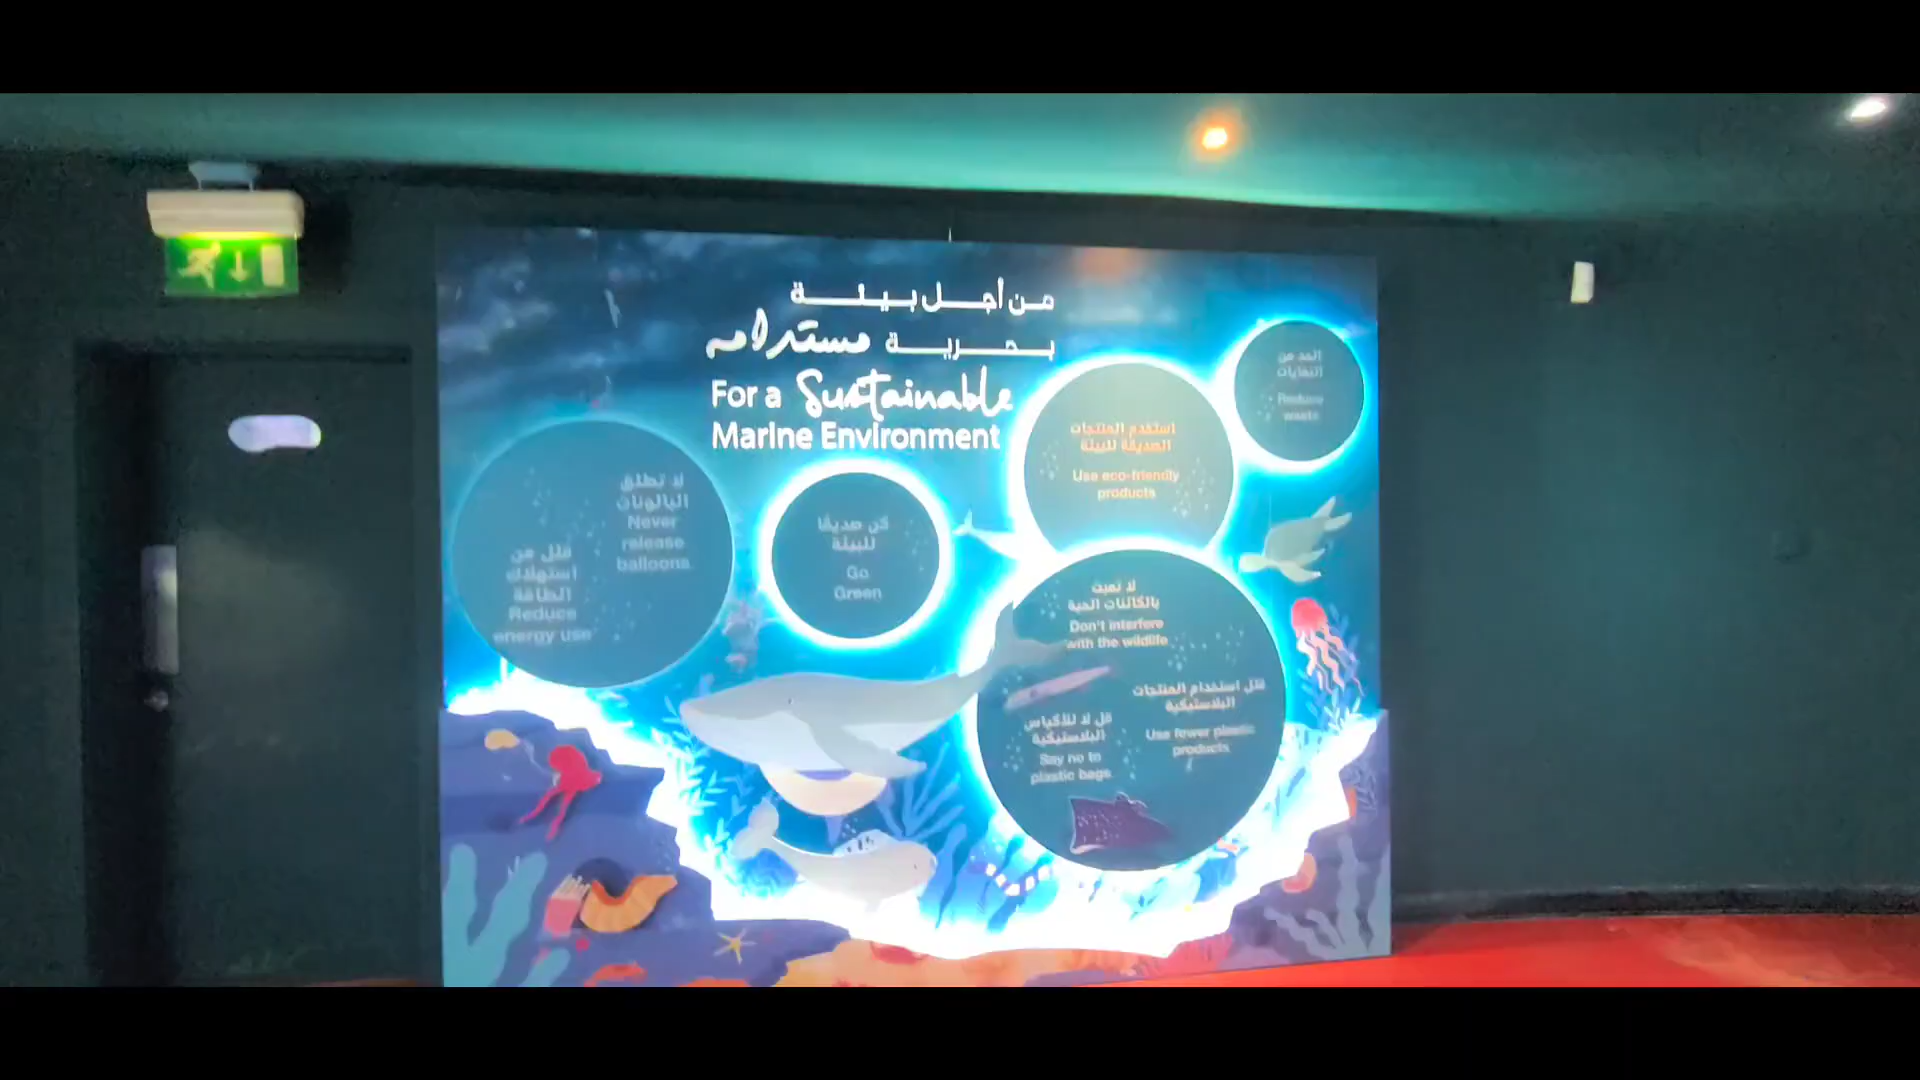 من أجل بيئة
بحرية مستدامه
For a Sustainable
Marine Environment
الحد من
النفايات
Reduce
waste
استخدم المنتجات
الصديقة للبيئة
Use eco-friendly
products
لا تطلق
البالونات
Never
release
balloons
قلل من
استهلاك
الطاقة
Reduce
energy use
كن صديقًا
للبيئة
Go
Green
لا تعبث
بالكائنات الحية
Don't interfere
with the wildlife
قلل استخدام المنتجات
البلاستيكية
Use fewer plastic
products
قل لا للأكياس
البلاستيكية
Say no to
plastic bags